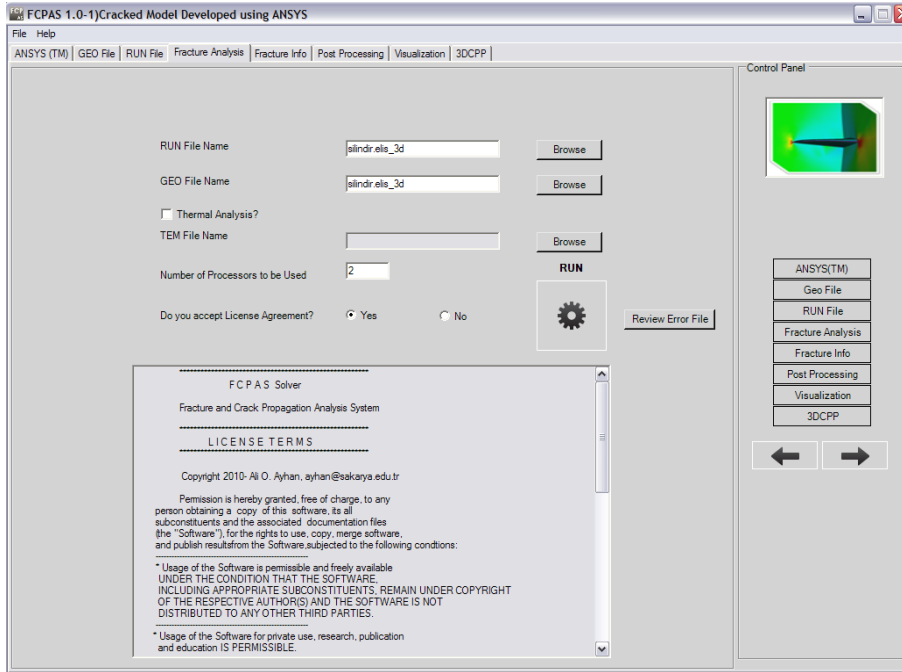 FCPAS 1.0-1)Cracked Model Developed using ANSYS
File Help
ANSYS (TM) GEO File RUN File Fracture Analysis Fracture Info Post Processing Visualization 3DCPP
Control Panel
RUN File Name silindir.elis_3d Browse
GEO File Name silindir.elis_3d Browse
Thermal Analysis?
TEM File Name Browse
Number of Processors to be Used 2 RUN
Do you accept License Agreement? Yes No Review Error File
ANSYS(TM)
Geo File
RUN File
Fracture Analysis
Fracture Info
Post Processing
Visualization
3DCPP
------------------------------------------------------------
F C P A S Solver
Fracture and Crack Propagation Analysis System
------------------------------------------------------------
L I C E N S E T E R M S
------------------------------------------------------------
Copyright 2010- Ali O. Ayhan, ayhan@sakarya.edu.tr
Permission is hereby granted, free of charge, to any
person obtaining a copy of this software, its all
subconstituents and the associated documentation files
(the "Software"), for the rights to use, copy, merge software,
and publish resultsfrom the Software,subjected to the following condtions:
------------------------------------------------------------
* Usage of the Software is permissible and freely available
UNDER THE CONDITION THAT THE SOFTWARE,
INCLUDING APPROPRIATE SUBCONSTITUENTS, REMAIN UNDER COPYRIGHT
OF THE RESPECTIVE AUTHOR(S) AND THE SOFTWARE IS NOT
DISTRIBUTED TO ANY OTHER THIRD PARTIES.
------------------------------------------------------------
* Usage of the Software for private use, research, publication
and education IS PERMISSIBLE.